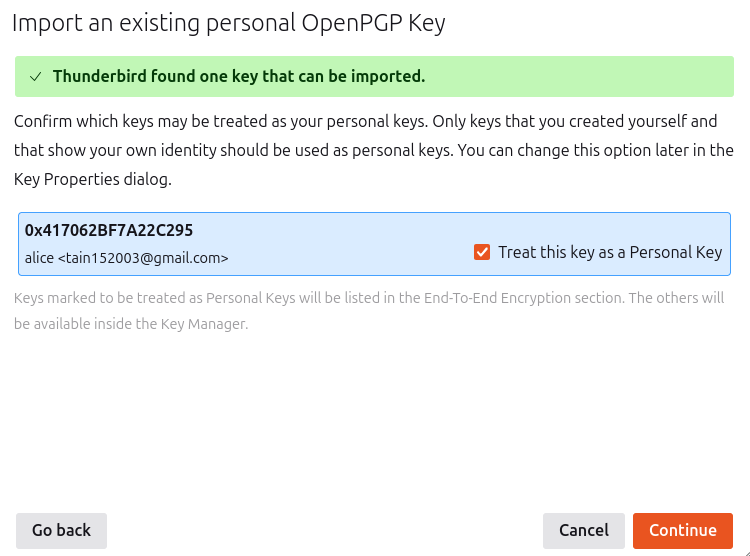 Import an existing personal OpenPGP Key
Thunderbird found one key that can be imported.
Confirm which keys may be treated as your personal keys. Only keys that you created yourself and
that show your own identity should be used as personal keys. You can change this option later in the
Key Properties dialog.
0x417062BF7A22C295
alice <tain152003@gmail.com>
Treat this key as a Personal Key
Keys marked to be treated as Personal Keys will be listed in the End-To-End Encryption section. The others will
be available inside the Key Manager.
Go back
Cancel
Continue